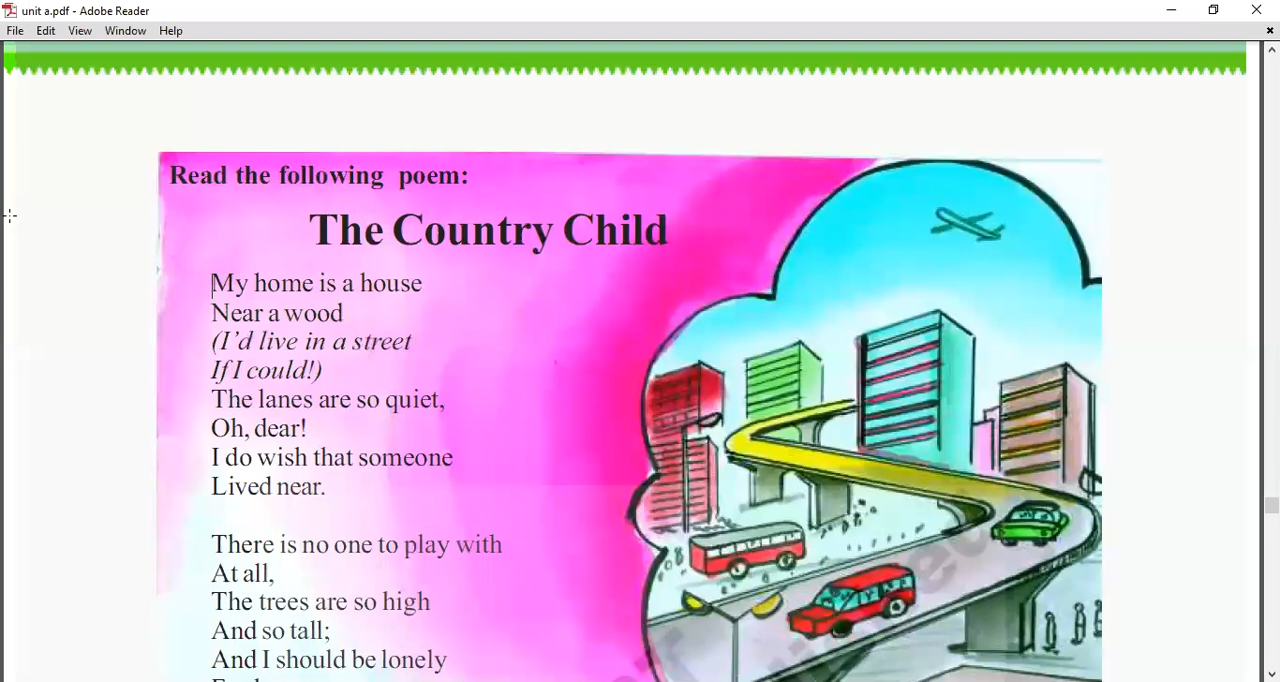 unit a.pdf - Adobe Reader
File Edit View Window Help
Read the following poem:
The Country Child
My home is a house
Near a wood
(I'd live in a street
If I could!)
The lanes are so quiet,
Oh, dear!
I do wish that someone
Lived near.
There is no one to play with
At all,
The trees are so high
And so tall;
And I should be lonely